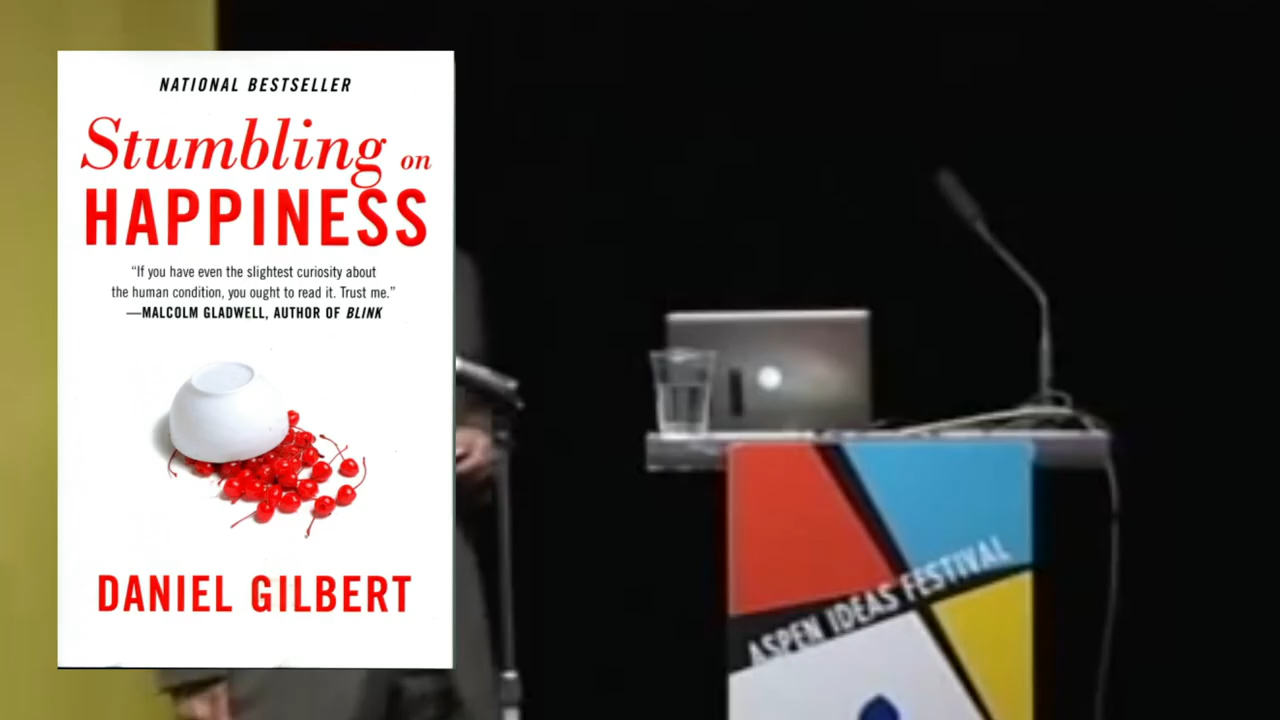 NATIONAL BESTSELLER
Stumbling on
HAPPINESS
“If you have even the slightest curiosity about
the human condition, you ought to read it. Trust me.”
—MALCOLM GLADWELL, AUTHOR OF BLINK
DANIEL GILBERT
ASPEN IDEAS FESTIVAL